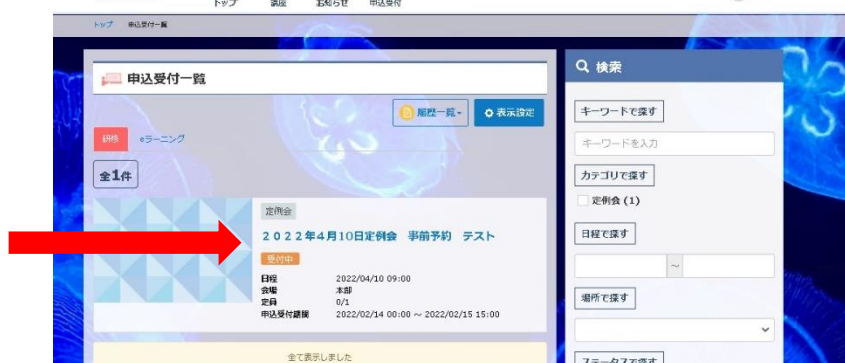 トップ 講座 お知らせ 申込受付
トップ 申込受付一覧
申込受付一覧
履歴一覧
表示設定
研修 eラーニング
全1件
定例会
2022年4月10日定例会 事前予約 テスト
受付中
日程 2022/04/10 09:00
会場 本部
定員 0/1
申込受付期間 2022/02/14 00:00 ～ 2022/02/15 15:00
全て表示しました
検索
キーワードで探す
キーワードを入力
カテゴリで探す
定例会 (1)
日程で探す
～
場所で探す
ステータスで探す